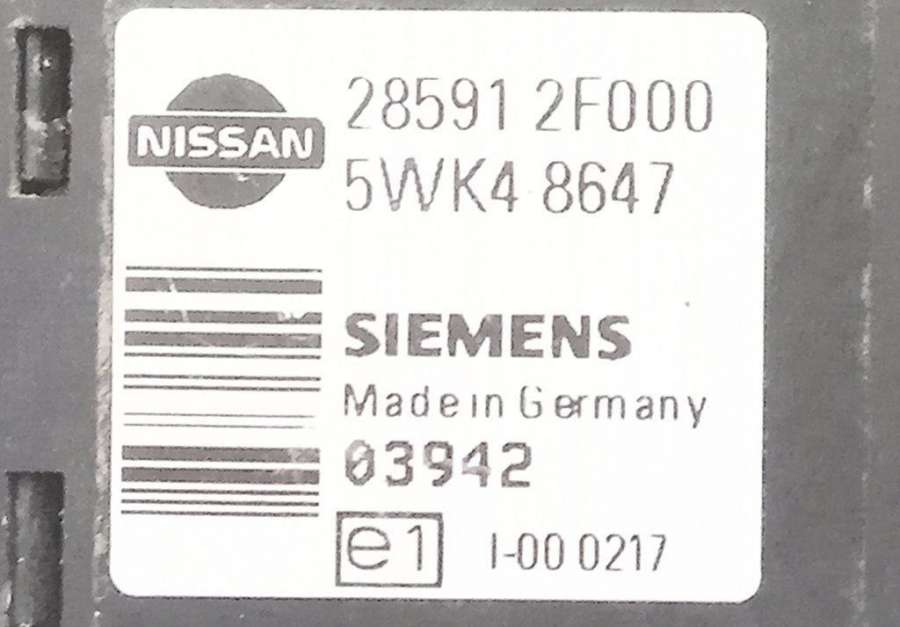 NISSAN
28591 2F000
5WK4 8647
SIEMENS
Made in Germany
03942
e1
I-00 0217